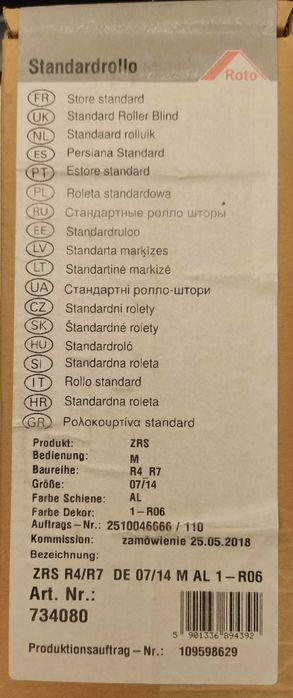 Standardrollo
Roto
FR Store standard
UK Standard Roller Blind
NL Standaard rolluik
ES Persiana Standard
PT Estore standard
PL Roleta standardowa
RU Стандартные ролло шторы
EE Standardruloo
LV Standarta marķizes
LT Standartinė markizė
UA Стандартні ролло-штори
CZ Standardní rolety
SK Štandardné rolety
HU Standardroló
SI Standardna roleta
IT Rollo standard
HR Standardna roleta
GR Ρολοκουρτίνα standard
Produkt: ZRS
Bedienung: M
Baureihe: R4_R7
Größe: 07/14
Farbe Schiene: AL
Farbe Dekor: 1-R06
Auftrags-Nr.: 2510046666 / 110
Kommission: zamówienie 25.05.2018
Bezeichnung:
ZRS R4/R7 DE 07/14 M AL 1-R06
Art. Nr.:
734080
5 901336 894392
Produktionsauftrag-Nr.: 109598629